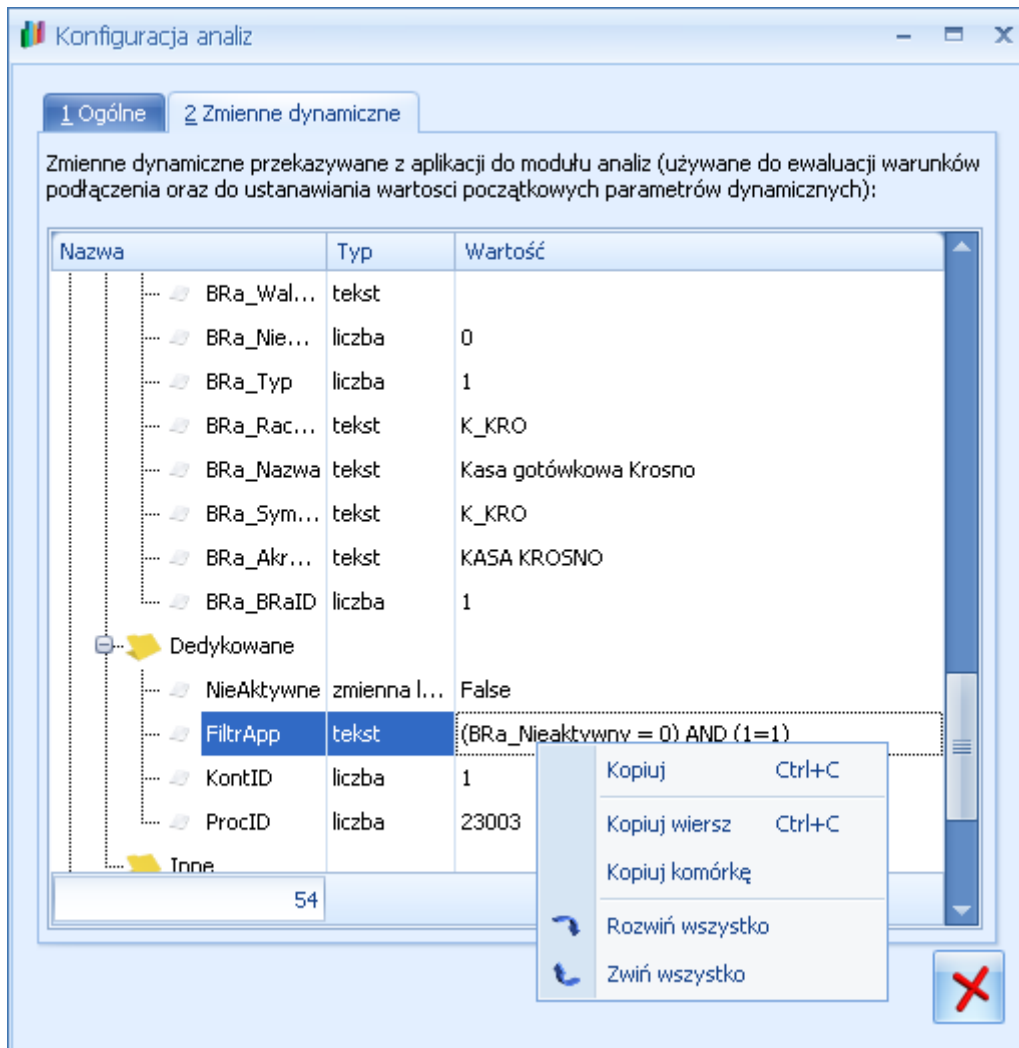 Konfiguracja analiz
1 Ogólne 2 Zmienne dynamiczne
Zmienne dynamiczne przekazywane z aplikacji do modułu analiz (używane do ewaluacji warunków
podłączenia oraz do ustanawiania wartosci początkowych parametrów dynamicznych):
Nazwa Typ Wartość
BRa_Wal... tekst
BRa_Nie... liczba 0
BRa_Typ liczba 1
BRa_Rac... tekst K_KRO
BRa_Nazwa tekst Kasa gotówkowa Krosno
BRa_Sym... tekst K_KRO
BRa_Akr... tekst KASA KROSNO
BRa_BRaID liczba 1
Dedykowane
NieAktywne zmienna l... False
FiltrApp tekst (BRa_Nieaktywny = 0) AND (1=1)
KontID liczba 1
ProcID liczba 23003
Inne
54
Kopiuj Ctrl+C
Kopiuj wiersz Ctrl+C
Kopiuj komórkę
Rozwiń wszystko
Zwiń wszystko